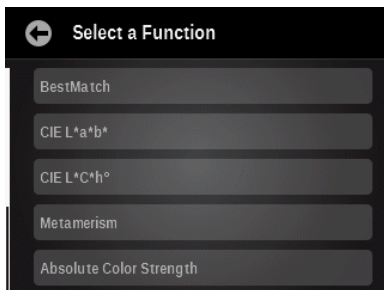 Select a Function
BestMatch
CIE L*a*b*
CIE L*C*h°
Metamerism
Absolute Color Strength